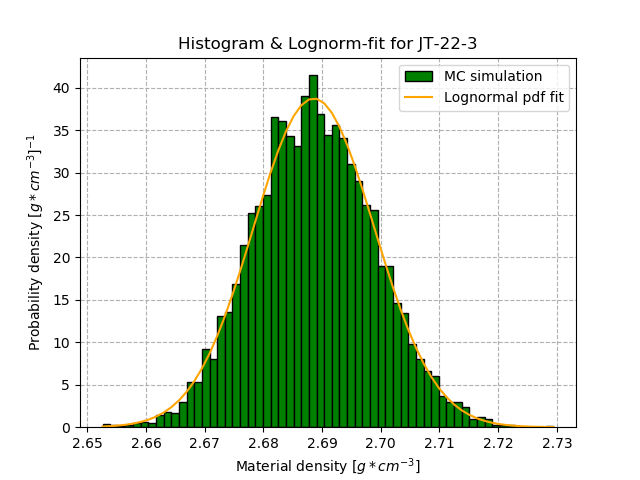 Histogram & Lognorm-fit for JT-22-3
MC simulation
Lognormal pdf fit
Probability density [g * cm⁻³]⁻¹
40
35
30
25
20
15
10
5
0
2.65 2.66 2.67 2.68 2.69 2.70 2.71 2.72 2.73
Material density [g * cm⁻³]